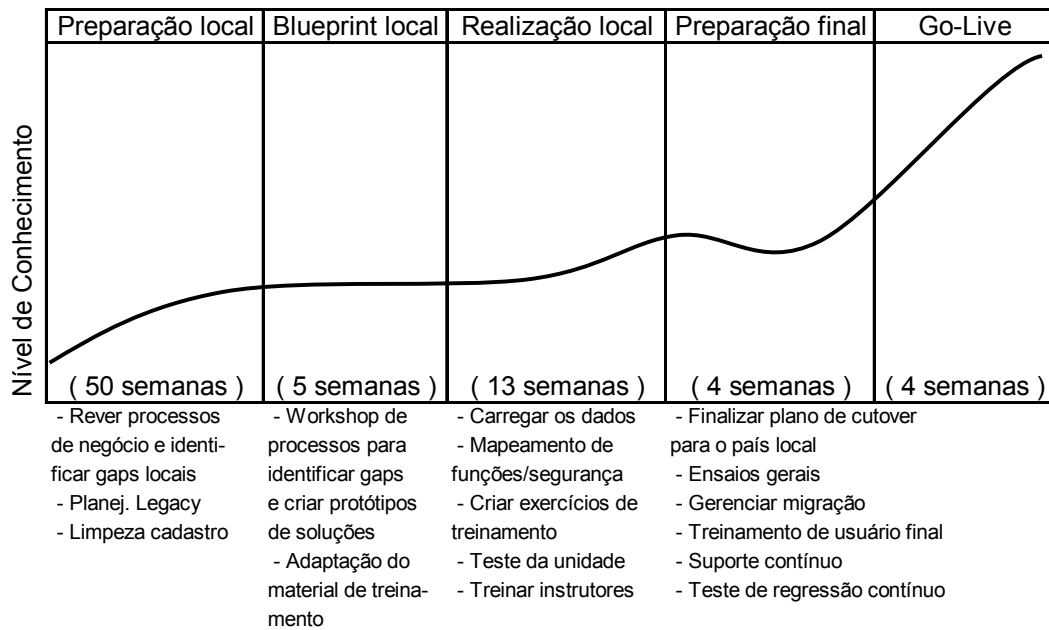 Preparação local
Blueprint local
Realização local
Preparação final
Go-Live
Nível de Conhecimento
( 50 semanas )
( 5 semanas )
( 13 semanas )
( 4 semanas )
( 4 semanas )
- Rever processos
de negócio e identi-
ficar gaps locais
- Planej. Legacy
- Limpeza cadastro
- Workshop de
processos para
identificar gaps
e criar protótipos
de soluções
- Adaptação do
material de treina-
mento
- Carregar os dados
- Mapeamento de
funções/segurança
- Criar exercícios de
treinamento
- Teste da unidade
- Treinar instrutores
- Finalizar plano de cutover
para o país local
- Ensaios gerais
- Gerenciar migração
- Treinamento de usuário final
- Suporte contínuo
- Teste de regressão contínuo